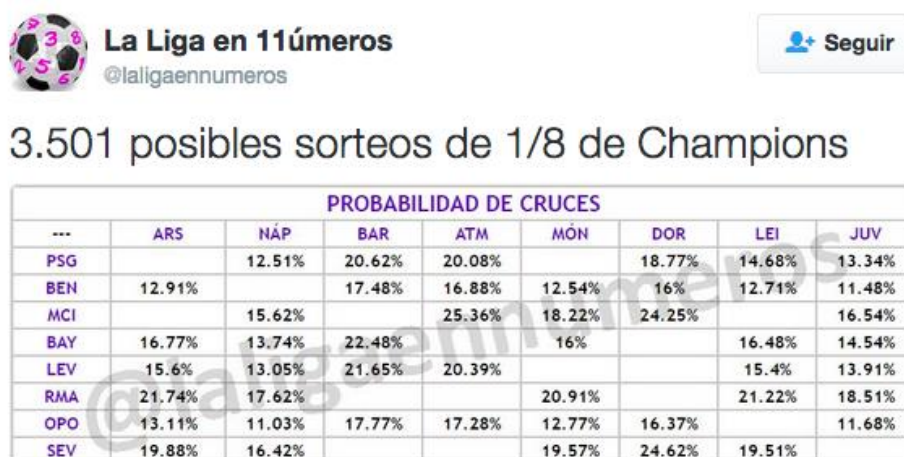 La Liga en 11úmeros
@laligaennumeros
Seguir
3.501 posibles sorteos de 1/8 de Champions
PROBABILIDAD DE CRUCES
--- ARS NÁP BAR ATM MÓN DOR LEI JUV
PSG 12.51% 20.62% 20.08% 18.77% 14.68% 13.34%
BEN 12.91% 17.48% 16.88% 12.54% 16% 12.71% 11.48%
MCI 15.62% 25.36% 18.22% 24.25% 16.54%
BAY 16.77% 13.74% 22.48% 16% 16.48% 14.54%
LEV 15.6% 13.05% 21.65% 20.39% 15.4% 13.91%
RMA 21.74% 17.62% 20.91% 21.22% 18.51%
OPO 13.11% 11.03% 17.77% 17.28% 12.77% 16.37% 11.68%
SEV 19.88% 16.42% 19.57% 24.62% 19.51%
@laligaennumeros